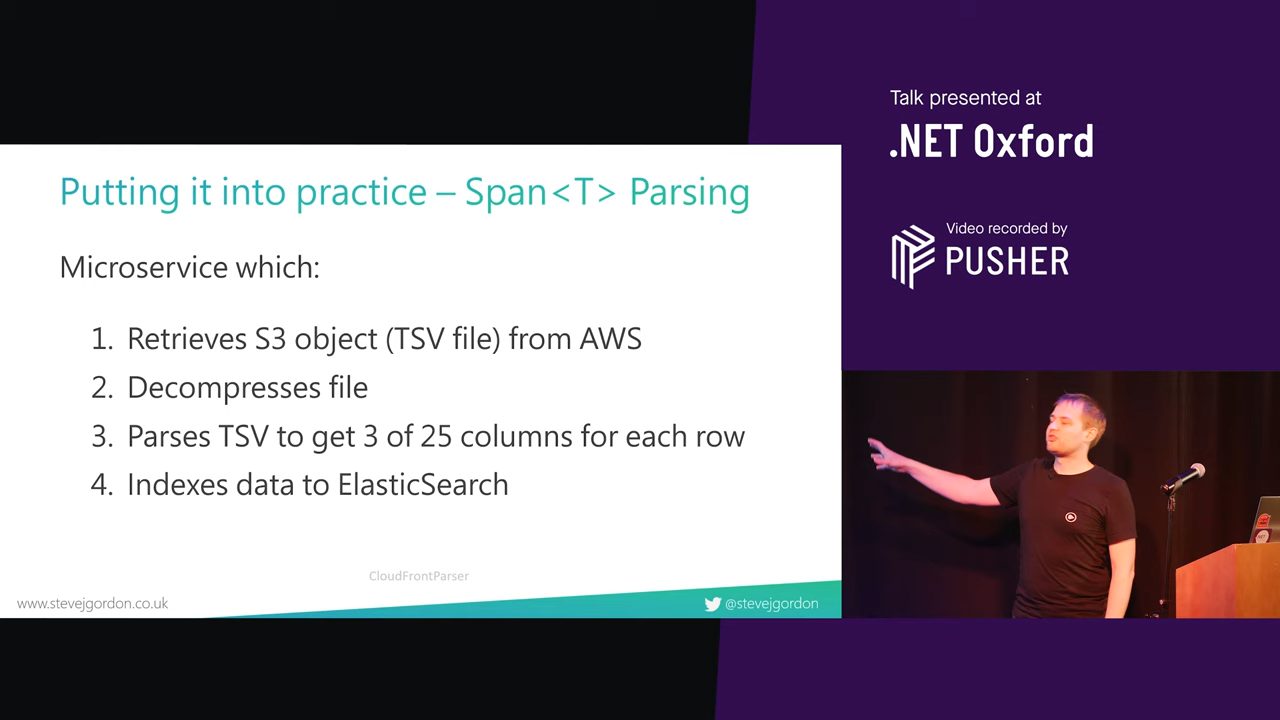 Putting it into practice – Span<T> Parsing
Microservice which:
1. Retrieves S3 object (TSV file) from AWS
2. Decompresses file
3. Parses TSV to get 3 of 25 columns for each row
4. Indexes data to ElasticSearch
CloudFrontParser
www.stevejgordon.co.uk
@stevejgordon
Talk presented at
.NET Oxford
Video recorded by
PUSHER